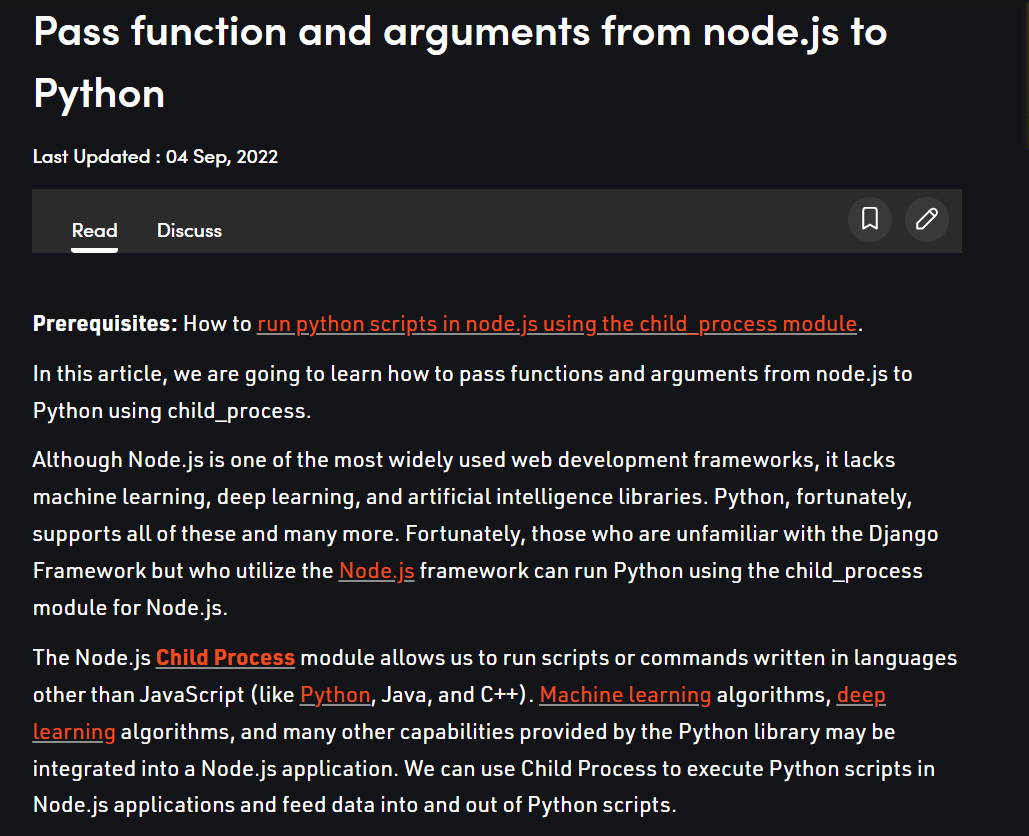 Pass function and arguments from node.js to
Python
Last Updated : 04 Sep, 2022
Read Discuss
Prerequisites: How to run python scripts in node.js using the child_process module.
In this article, we are going to learn how to pass functions and arguments from node.js to
Python using child_process.
Although Node.js is one of the most widely used web development frameworks, it lacks
machine learning, deep learning, and artificial intelligence libraries. Python, fortunately,
supports all of these and many more. Fortunately, those who are unfamiliar with the Django
Framework but who utilize the Node.js framework can run Python using the child_process
module for Node.js.
The Node.js Child Process module allows us to run scripts or commands written in languages
other than JavaScript (like Python, Java, and C++). Machine learning algorithms, deep
learning algorithms, and many other capabilities provided by the Python library may be
integrated into a Node.js application. We can use Child Process to execute Python scripts in
Node.js applications and feed data into and out of Python scripts.